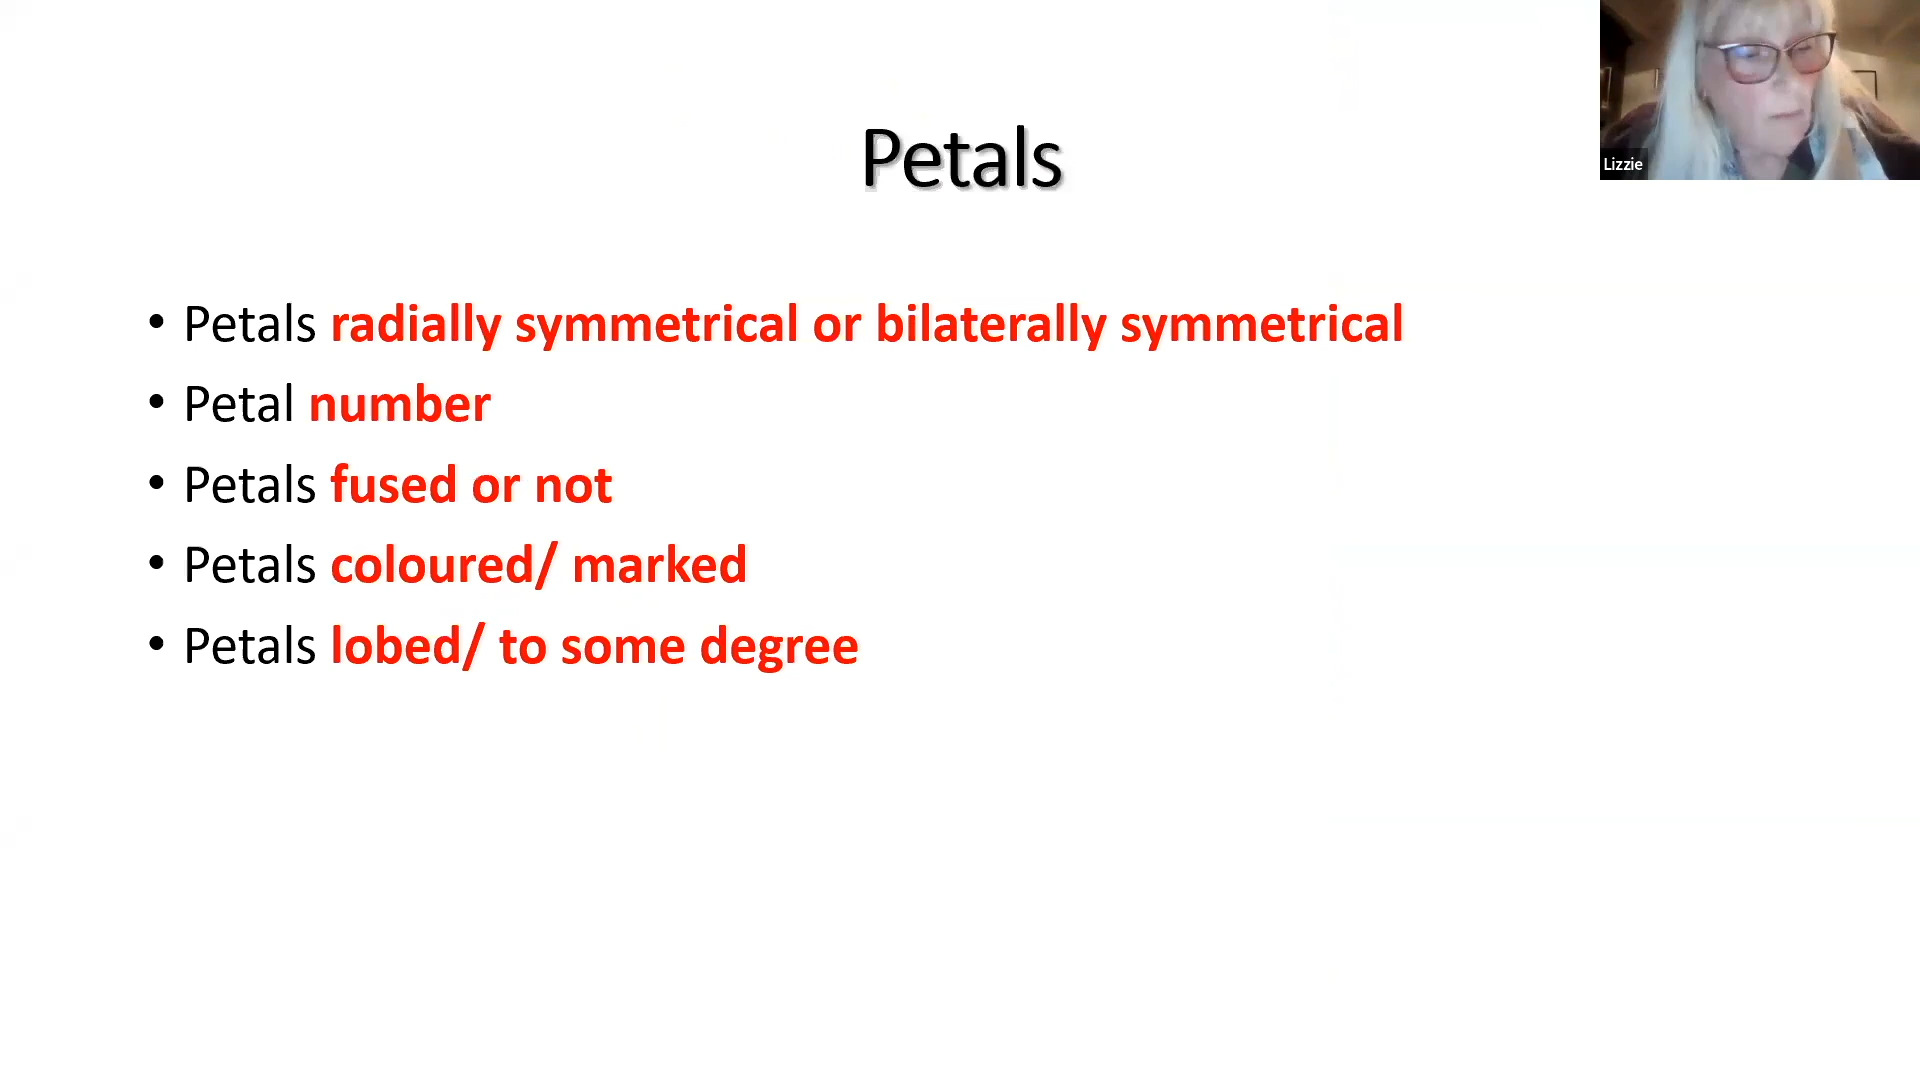 Petals
Lizzie
• Petals radially symmetrical or bilaterally symmetrical
• Petal number
• Petals fused or not
• Petals coloured/ marked
• Petals lobed/ to some degree